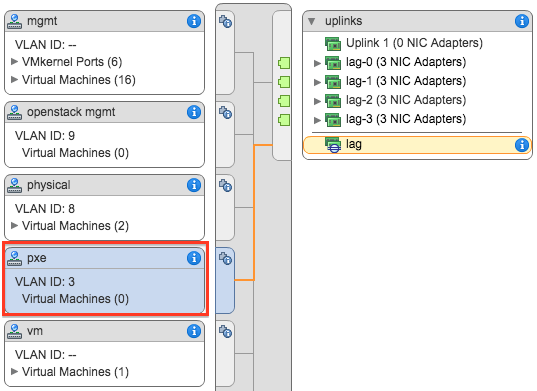 mgmt
VLAN ID: --
VMkernel Ports (6)
Virtual Machines (16)
openstack mgmt
VLAN ID: 9
Virtual Machines (0)
physical
VLAN ID: 8
Virtual Machines (2)
pxe
VLAN ID: 3
Virtual Machines (0)
vm
VLAN ID: --
Virtual Machines (1)
uplinks
Uplink 1 (0 NIC Adapters)
lag-0 (3 NIC Adapters)
lag-1 (3 NIC Adapters)
lag-2 (3 NIC Adapters)
lag-3 (3 NIC Adapters)
lag